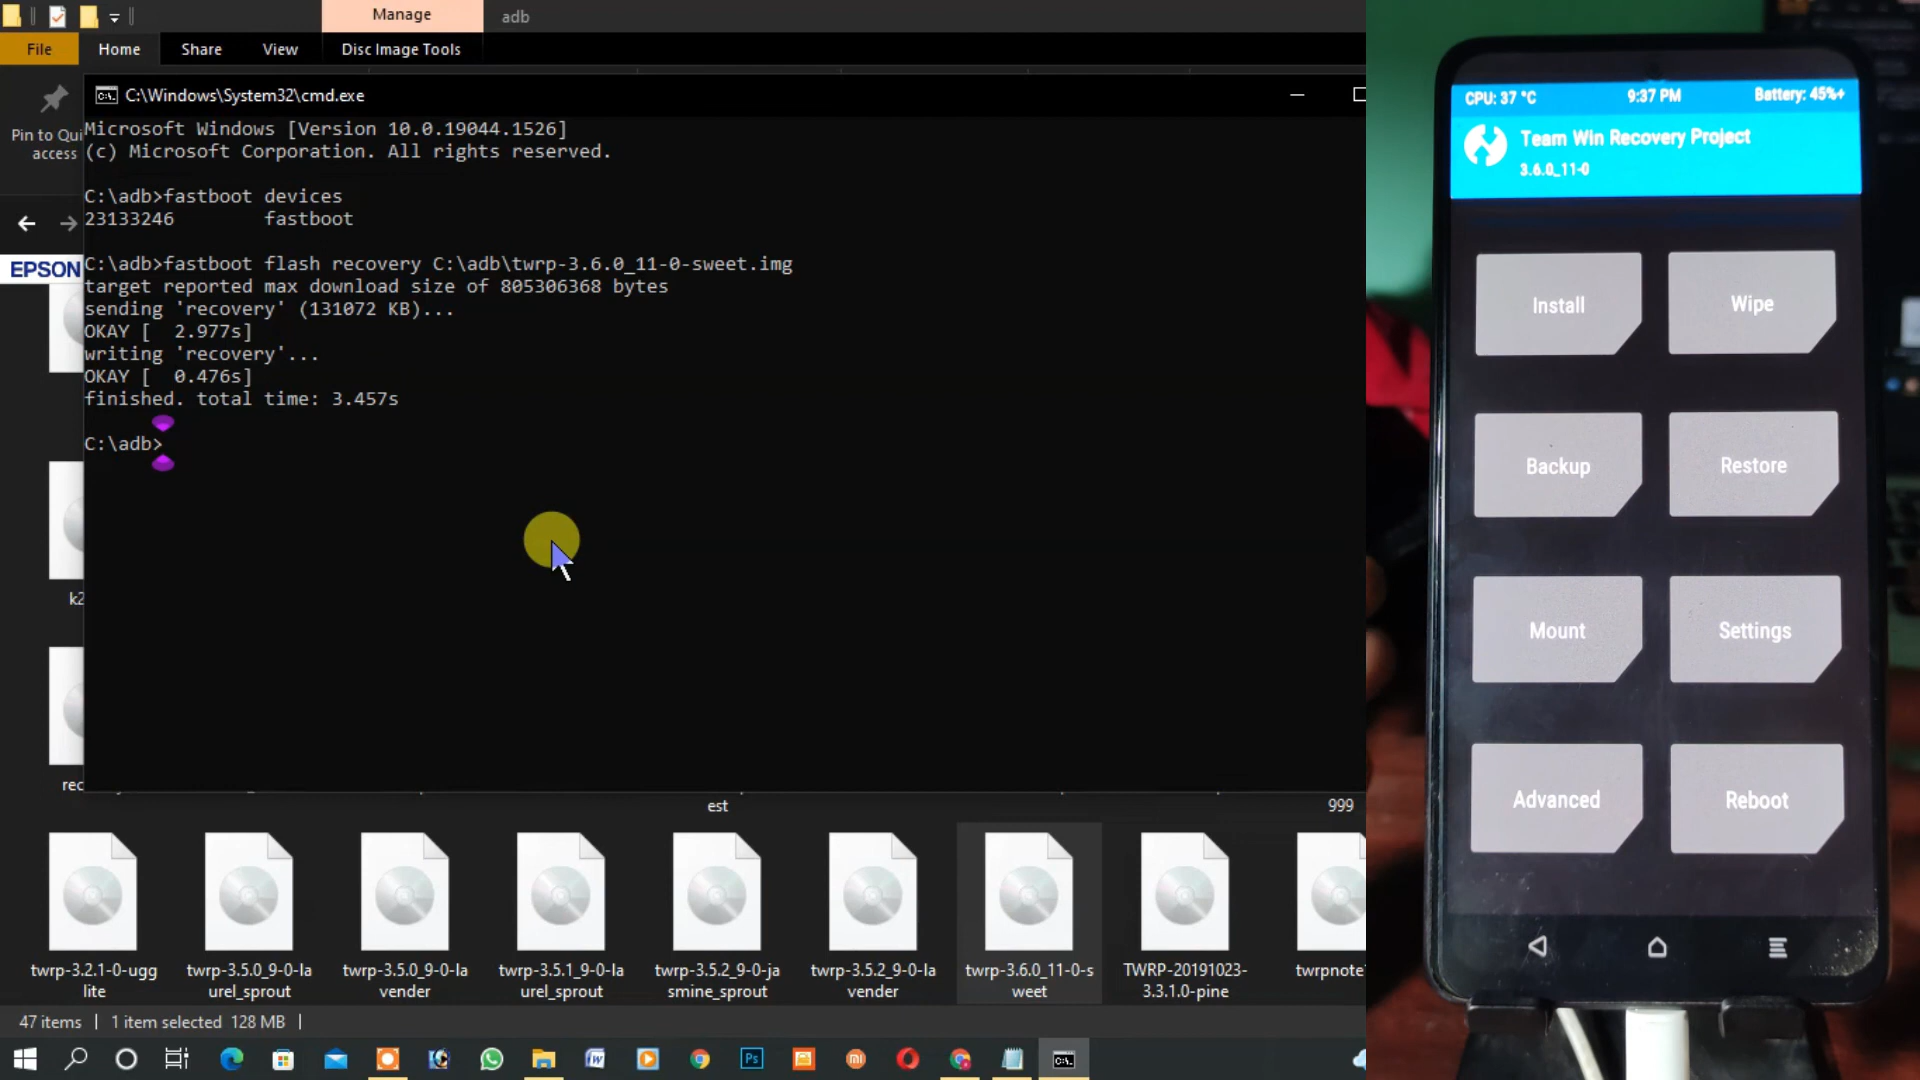 Manage
adb
File
Home
Share
View
Disc Image Tools
C:\Windows\System32\cmd.exe
Pin to Qui
access
Microsoft Windows [Version 10.0.19044.1526]
(c) Microsoft Corporation. All rights reserved.
C:\adb>fastboot devices
23133246 fastboot
EPSON
C:\adb>fastboot flash recovery C:\adb\twrp-3.6.0_11-0-sweet.img
target reported max download size of 805306368 bytes
sending 'recovery' (131072 KB)...
OKAY [ 2.977s]
writing 'recovery'...
OKAY [ 0.476s]
finished. total time: 3.457s
C:\adb>
k2
rec
est
999
twrp-3.2.1-0-ugg
lite
twrp-3.5.0_9-0-la
urel_sprout
twrp-3.5.0_9-0-la
vender
twrp-3.5.1_9-0-la
urel_sprout
twrp-3.5.2_9-0-ja
smine_sprout
twrp-3.5.2_9-0-la
vender
twrp-3.6.0_11-0-s
weet
TWRP-20191023-
3.3.1.0-pine
twrpnote
47 items
1 item selected 128 MB
W
Ps
C:\.
CPU: 37 °C
9:37 PM
Battery: 45%+
Team Win Recovery Project
3.6.0_11-0
Install
Wipe
Backup
Restore
Mount
Settings
Advanced
Reboot